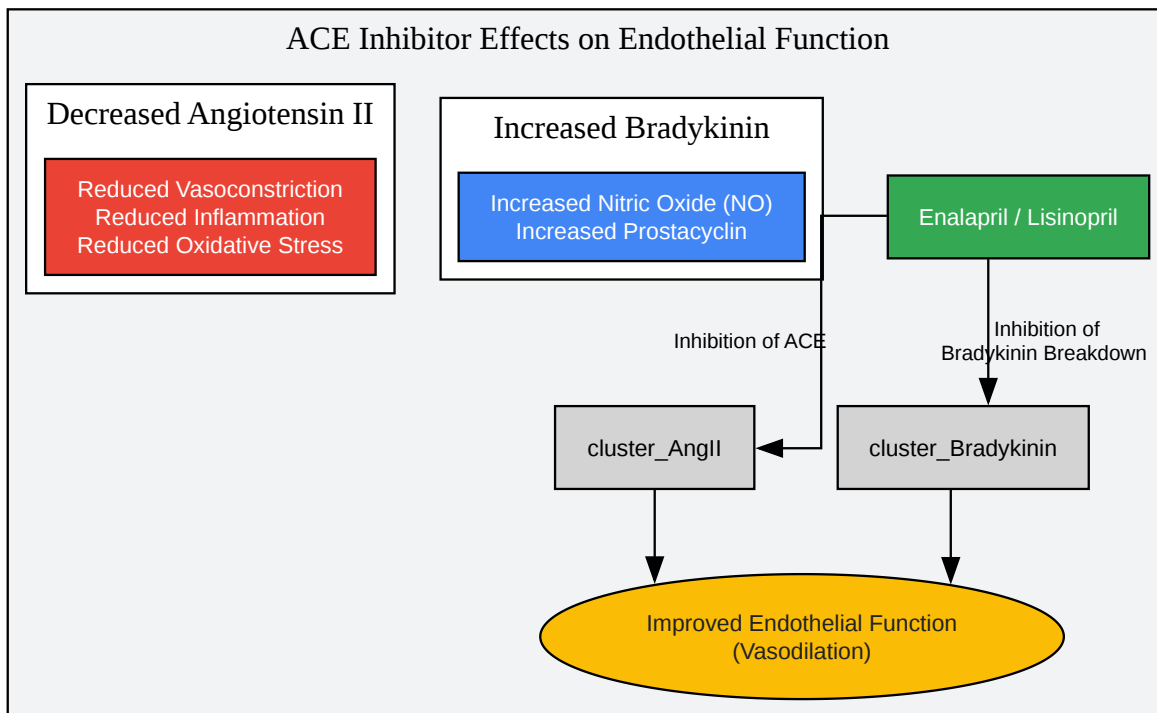 ACE Inhibitor Effects on Endothelial Function
Decreased Angiotensin II
Reduced Vasoconstriction
Reduced Inflammation
Reduced Oxidative Stress
Increased Bradykinin
Increased Nitric Oxide (NO)
Increased Prostacyclin
Enalapril / Lisinopril
Inhibition of ACE
Inhibition of
Bradykinin Breakdown
cluster_AngII
cluster_Bradykinin
Improved Endothelial Function
(Vasodilation)